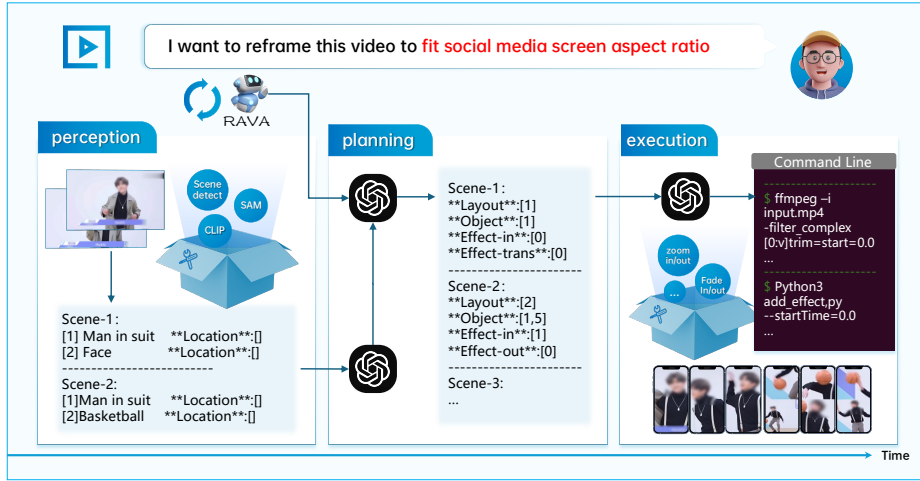 I want to reframe this video to fit social media screen aspect ratio
RAVA
perception
Scene detect
SAM
CLIP
Scene-1:
[1] Man in suit **Location**:[]
[2] Face **Location**:[]
-------------------------
Scene-2:
[1]Man in suit **Location**:[]
[2]Basketball **Location**:[]
planning
Scene-1:
**Layout**:[1]
**Object**:[1]
**Effect-in**:[0]
**Effect-trans**:[0]
-----------------------
Scene-2:
**Layout**:[2]
**Object**:[1,5]
**Effect-in**:[1]
**Effect-out**:[0]
-----------------------
Scene-3:
...
execution
zoom in/out
Fade In/out
...
Command Line
-----------------------
$ ffmpeg –i
input.mp4
-filter_complex
[0:v]trim=start=0.0
...
-----------------------
$ Python3
add_effect,py
--startTime=0.0
...
Time